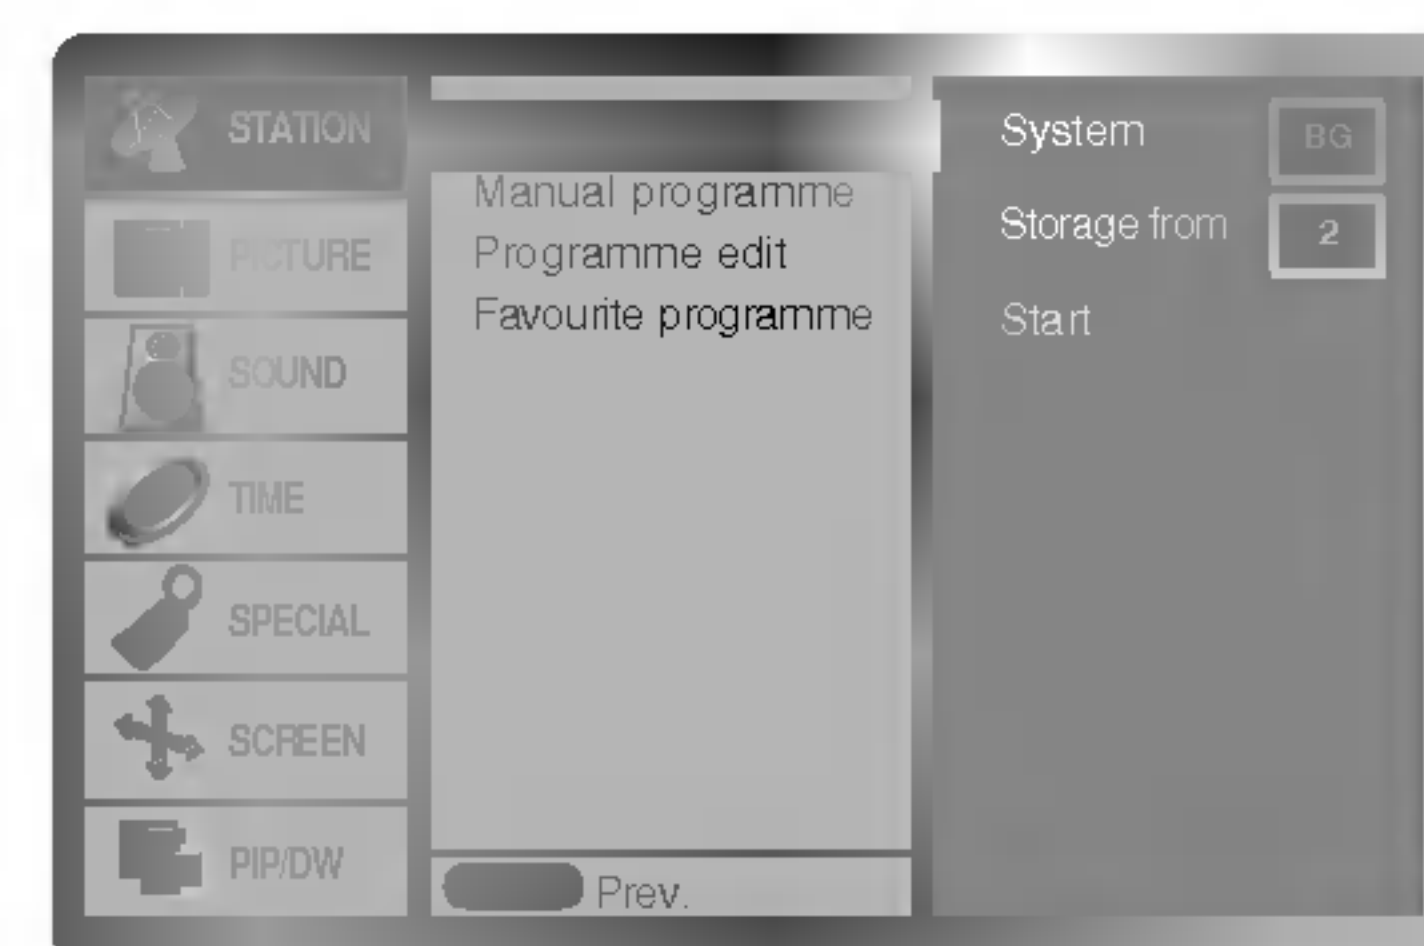 STATION
PICTURE
SOUND
TIME
SPECIAL
SCREEN
PIP/DW
Manual programme
Programme edit
Favourite programme
Prev.
System BG
Storage from 2
Start